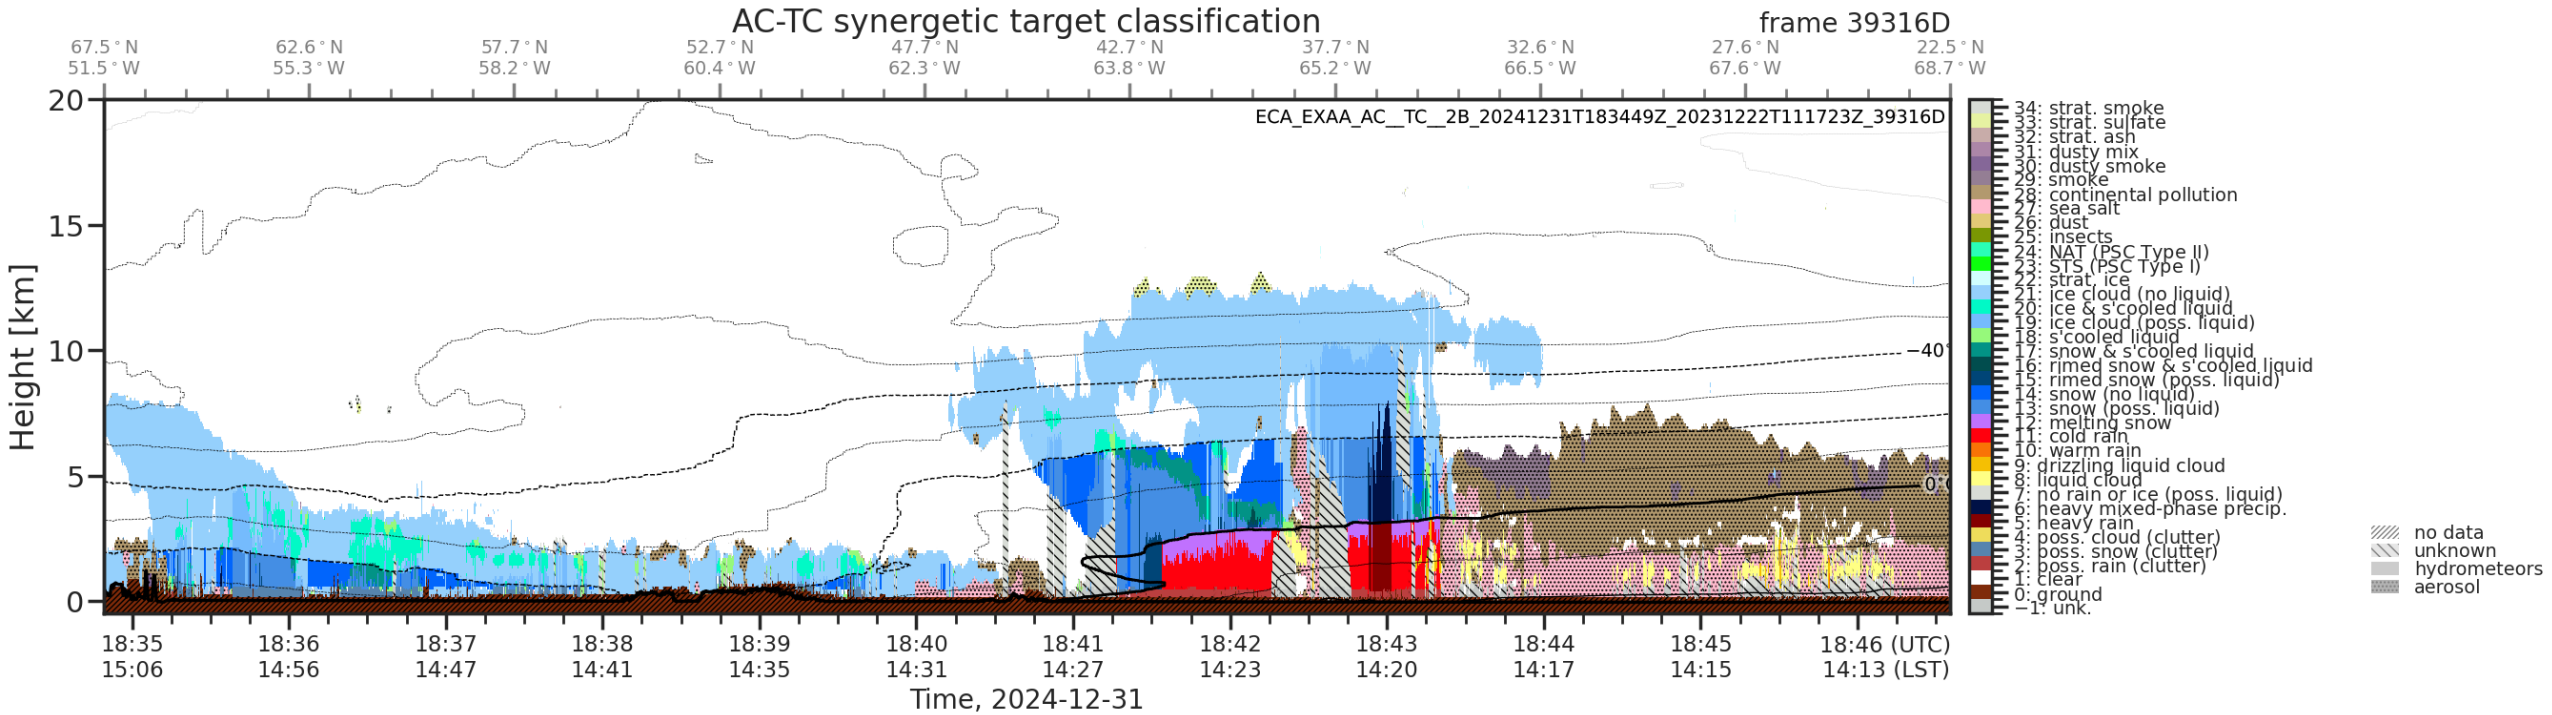 AC-TC synergetic target classification
frame 39316D
67.5°N 62.6°N 57.7°N 52.7°N 47.7°N 42.7°N 37.7°N 32.6°N 27.6°N 22.5°N
51.5°W 55.3°W 58.2°W 60.4°W 62.3°W 63.8°W 65.2°W 66.5°W 67.6°W 68.7°W
ECA_EXAA_AC__TC__2B_20241231T183449Z_20231222T111723Z_39316D
Height [km]
20
15
10
5
0
−40°
0.0
34: strat. smoke
33: strat. sulfate
32: strat. ash
31: dusty mix
30: dusty smoke
29: smoke
28: continental pollution
27: sea salt
26: dust
25: insects
24: NAT (PSC Type II)
23: STS (PSC Type I)
22: strat. ice
21: ice cloud (no liquid)
20: ice & s'cooled liquid
19: ice cloud (poss. liquid)
18: s'cooled liquid
17: snow & s'cooled liquid
16: rimed snow & s'cooled liquid
15: rimed snow (poss. liquid)
14: snow (no liquid)
13: snow (poss. liquid)
12: melting snow
11: cold rain
10: warm rain
9: drizzling liquid cloud
8: liquid cloud
7: no rain or ice (poss. liquid)
6: heavy mixed-phase precip.
5: heavy rain
4: poss. cloud (clutter)
3: poss. snow (clutter)
2: poss. rain (clutter)
1: clear
0: ground
−1: unk.
no data
unknown
hydrometeors
aerosol
18:35 18:36 18:37 18:38 18:39 18:40 18:41 18:42 18:43 18:44 18:45 18:46 (UTC)
15:06 14:56 14:47 14:41 14:35 14:31 14:27 14:23 14:20 14:17 14:15 14:13 (LST)
Time, 2024-12-31